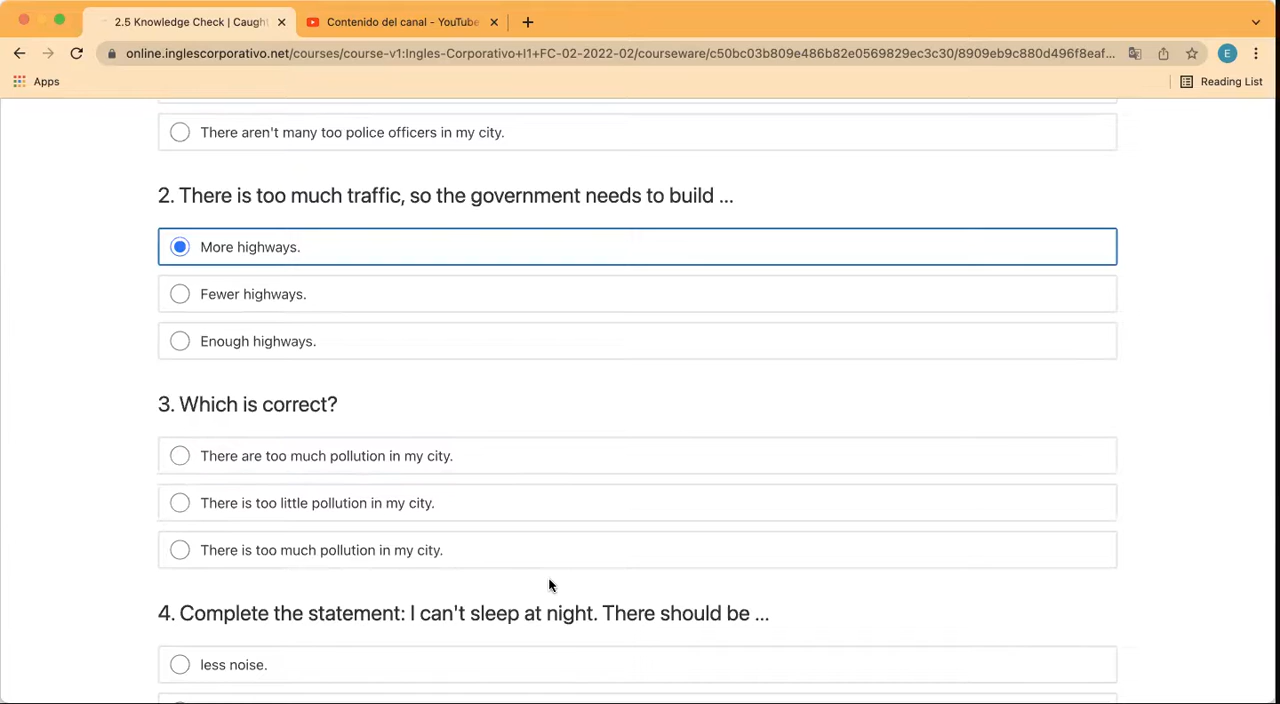 2.5 Knowledge Check | Caught
Contenido del canal - YouTube
online.inglescorporativo.net/courses/course-v1:Ingles-Corporativo+I1+FC-02-2022-02/courseware/c50bc03b809e486b82e0569829ec3c30/8909eb9c880d496f8eaf...
E
Apps
Reading List
There aren't many too police officers in my city.
2. There is too much traffic, so the government needs to build ...
More highways.
Fewer highways.
Enough highways.
3. Which is correct?
There are too much pollution in my city.
There is too little pollution in my city.
There is too much pollution in my city.
4. Complete the statement: I can't sleep at night. There should be ...
less noise.